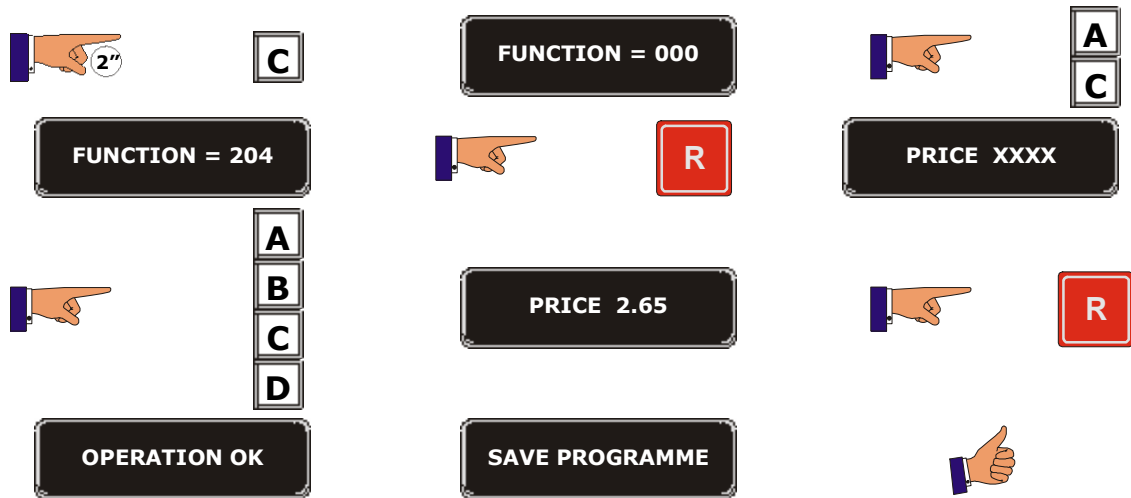 2”
C
FUNCTION = 000
A
C
FUNCTION = 204
R
PRICE XXXX
A
B
C
D
PRICE 2.65
R
OPERATION OK
SAVE PROGRAMME